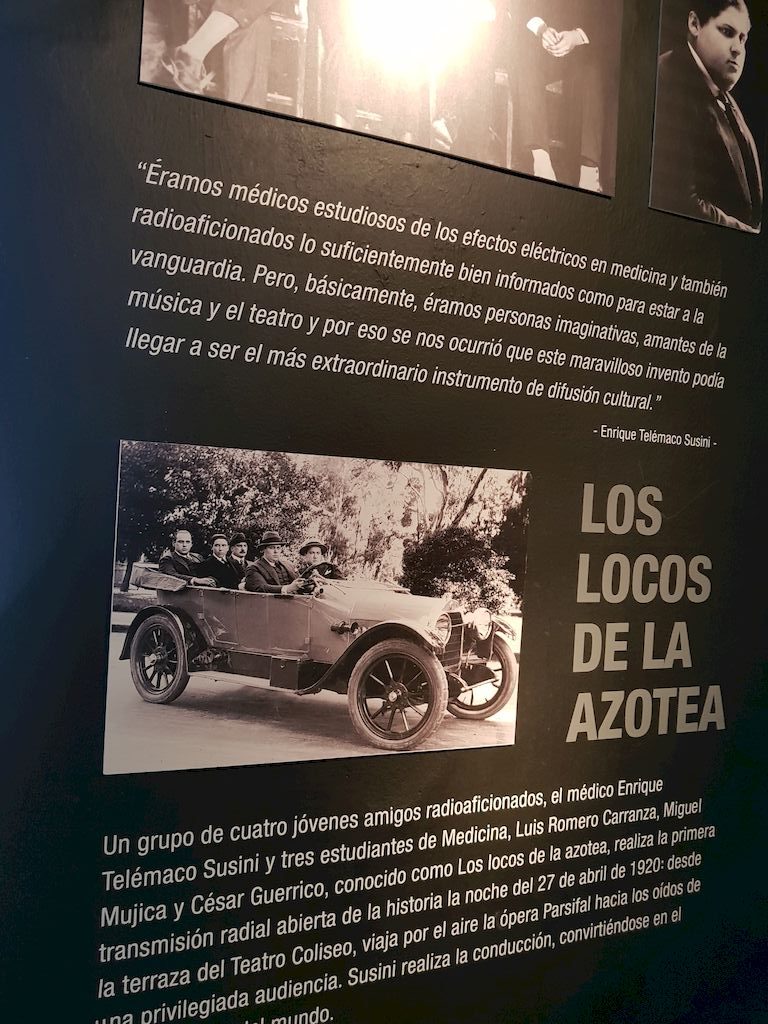 “Éramos médicos estudiosos de los efectos eléctricos en medicina y también
radioaficionados lo suficientemente bien informados como para estar a la
vanguardia. Pero, básicamente, éramos personas imaginativas, amantes de la
música y el teatro y por eso se nos ocurrió que este maravilloso invento podía
llegar a ser el más extraordinario instrumento de difusión cultural.”
- Enrique Telémaco Susini -
LOS
LOCOS
DE LA
AZOTEA
Un grupo de cuatro jóvenes amigos radioaficionados, el médico Enrique
Telémaco Susini y tres estudiantes de Medicina, Luis Romero Carranza, Miguel
Mujica y César Guerrico, conocido como Los locos de la azotea, realiza la primera
transmisión radial abierta de la historia la noche del 27 de abril de 1920: desde
la terraza del Teatro Coliseo, viaja por el aire la ópera Parsifal hacia los oídos de
una privilegiada audiencia. Susini realiza la conducción, convirtiéndose en el
del mundo.